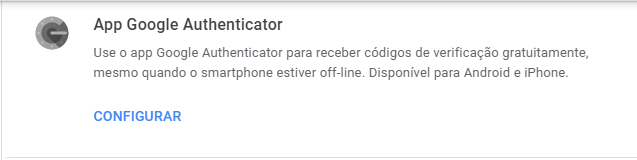 App Google Authenticator
Use o app Google Authenticator para receber códigos de verificação gratuitamente,
mesmo quando o smartphone estiver off-line. Disponível para Android e iPhone.
CONFIGURAR